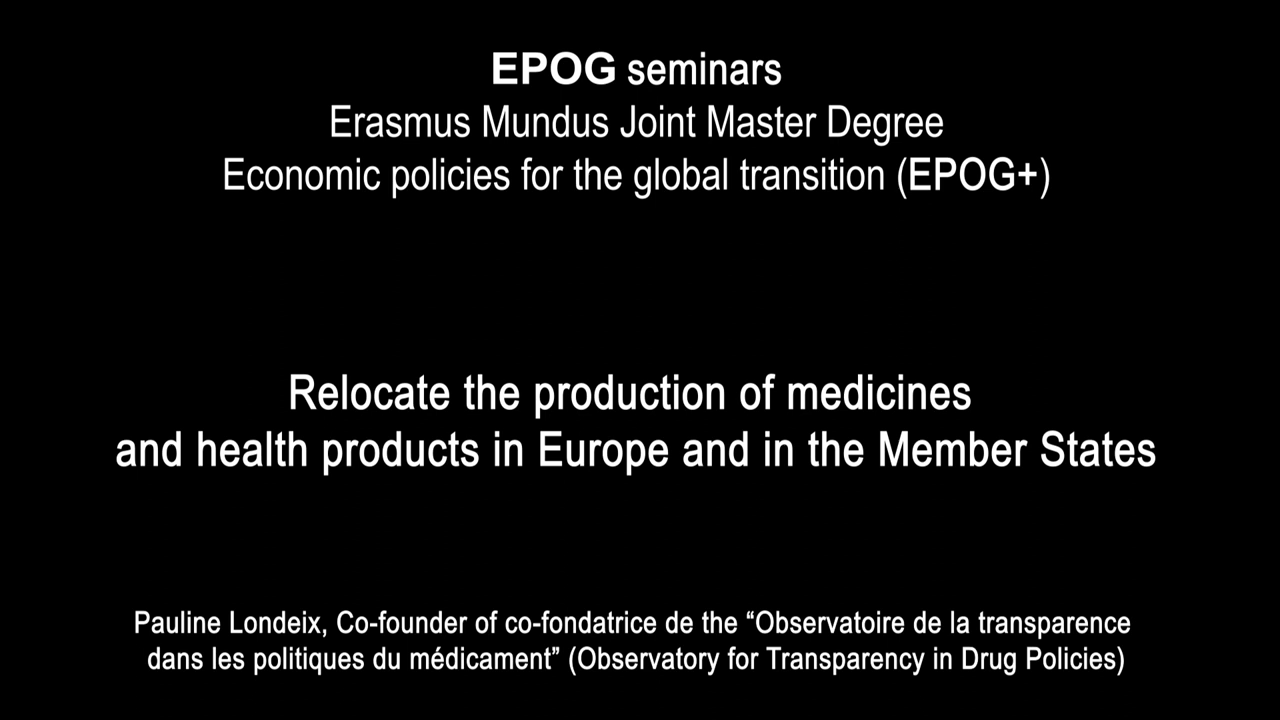 EPOG seminars
Erasmus Mundus Joint Master Degree
Economic policies for the global transition (EPOG+)
Relocate the production of medicines
and health products in Europe and in the Member States
Pauline Londeix, Co-founder of co-fondatrice de the “Observatoire de la transparence
dans les politiques du médicament” (Observatory for Transparency in Drug Policies)